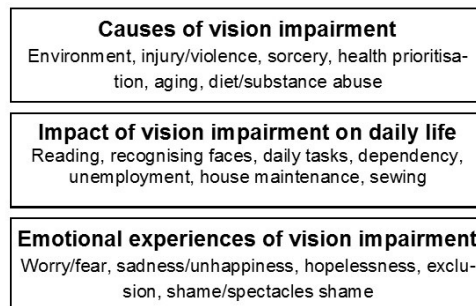 Causes of vision impairment
Environment, injury/violence, sorcery, health prioritisa-
tion, aging, diet/substance abuse
Impact of vision impairment on daily life
Reading, recognising faces, daily tasks, dependency,
unemployment, house maintenance, sewing
Emotional experiences of vision impairment
Worry/fear, sadness/unhappiness, hopelessness, exclu-
sion, shame/spectacles shame